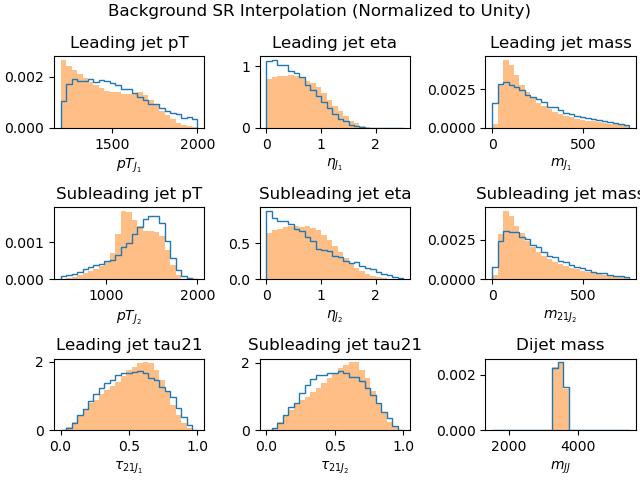 Background SR Interpolation (Normalized to Unity)
Leading jet pT
Leading jet eta
Leading jet mass
0.002
0.000
1500
2000
pT_{J_1}
1
0
0
1
2
η_{J_1}
0.0025
0.0000
0
500
m_{J_1}
Subleading jet pT
Subleading jet eta
Subleading jet mass
0.001
0.000
1000
2000
pT_{J_2}
0.5
0.0
0
1
2
η_{J_2}
0.0025
0.0000
0
500
m_{21J_2}
Leading jet tau21
Subleading jet tau21
Dijet mass
2
0
0.0
0.5
1.0
τ_{21J_1}
2
0
0.0
0.5
1.0
τ_{21J_2}
0.002
0.000
2000
4000
m_{JJ}